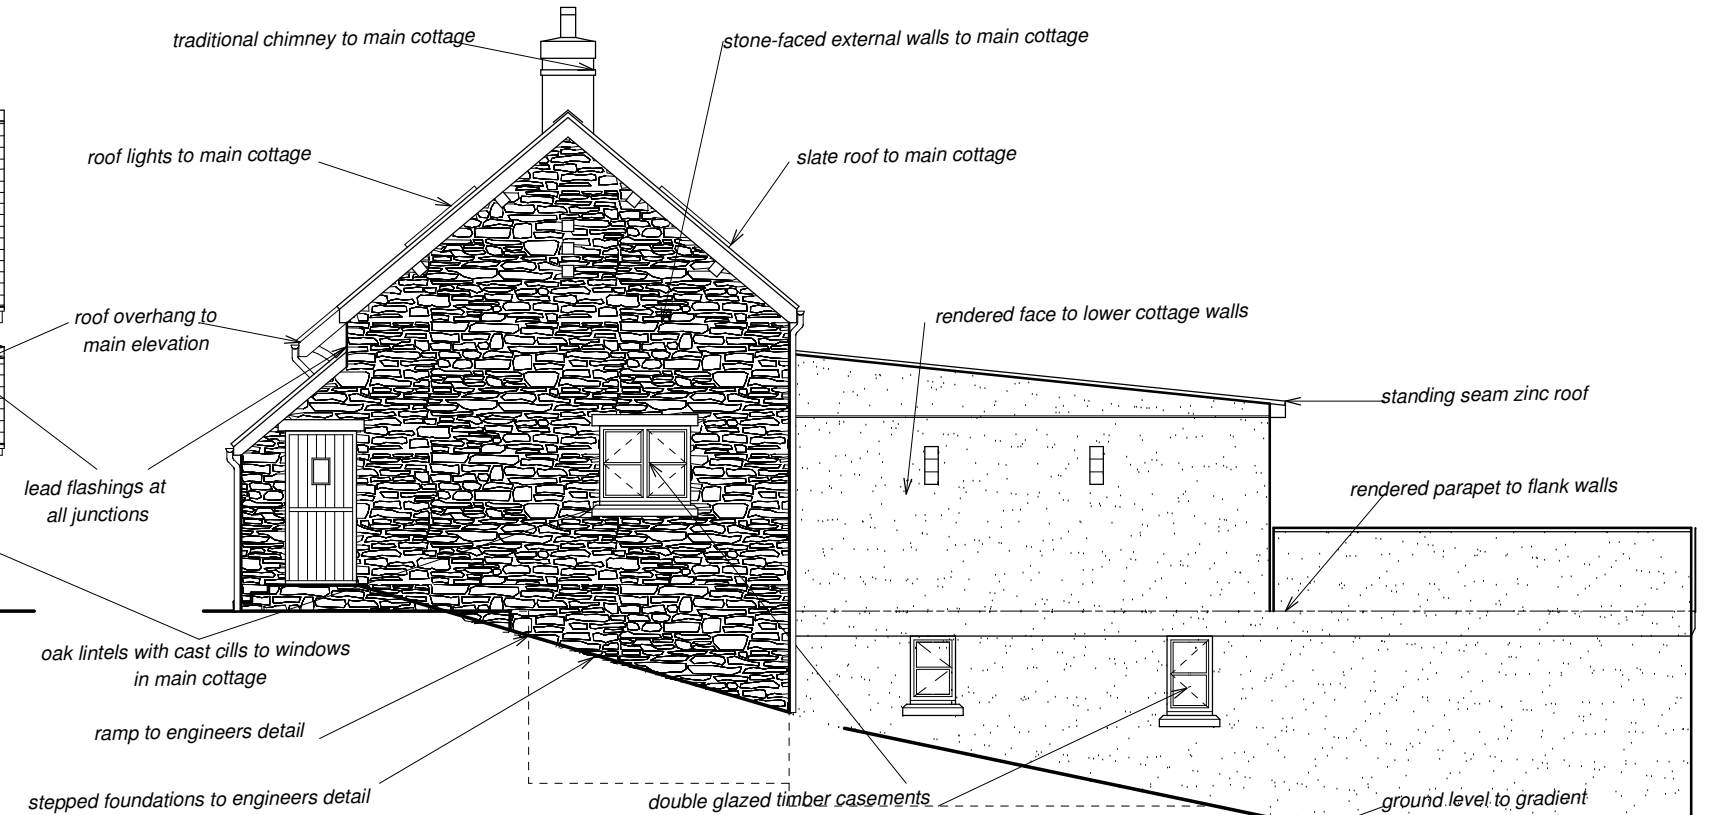 traditional chimney to main cottage
stone-faced external walls to main cottage
roof lights to main cottage
slate roof to main cottage
roof overhang to
main elevation
rendered face to lower cottage walls
standing seam zinc roof
lead flashings at
all junctions
rendered parapet to flank walls
oak lintels with cast cills to windows
in main cottage
ramp to engineers detail
stepped foundations to engineers detail
double glazed timber casements
ground level to gradient